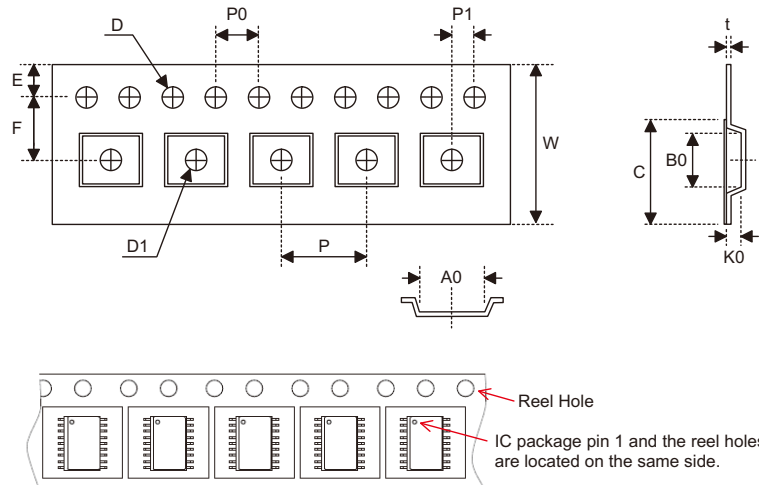 D
P0
P1
t
E
F
W
C
B0
D1
P
K0
A0
Reel Hole
IC package pin 1 and the reel holes
are located on the same side.